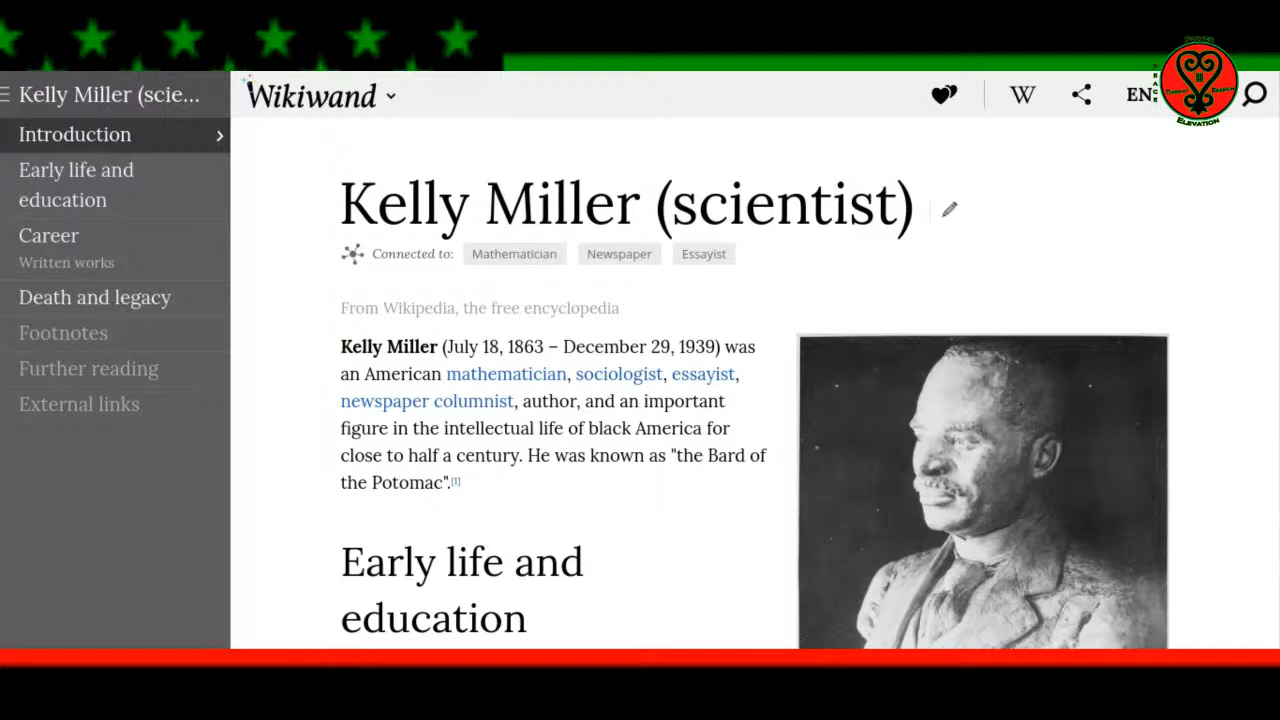 Kelly Miller (scie...
Introduction
Early life and
education
Career
Written works
Death and legacy
Footnotes
Further reading
External links
Wikiwand
W
EN
POWER
PEACE
ELEVATION
Kelly Miller (scientist)
Connected to: Mathematician Newspaper Essayist
From Wikipedia, the free encyclopedia
Kelly Miller (July 18, 1863 – December 29, 1939) was
an American mathematician, sociologist, essayist,
newspaper columnist, author, and an important
figure in the intellectual life of black America for
close to half a century. He was known as "the Bard of
the Potomac".[1]
Early life and
education